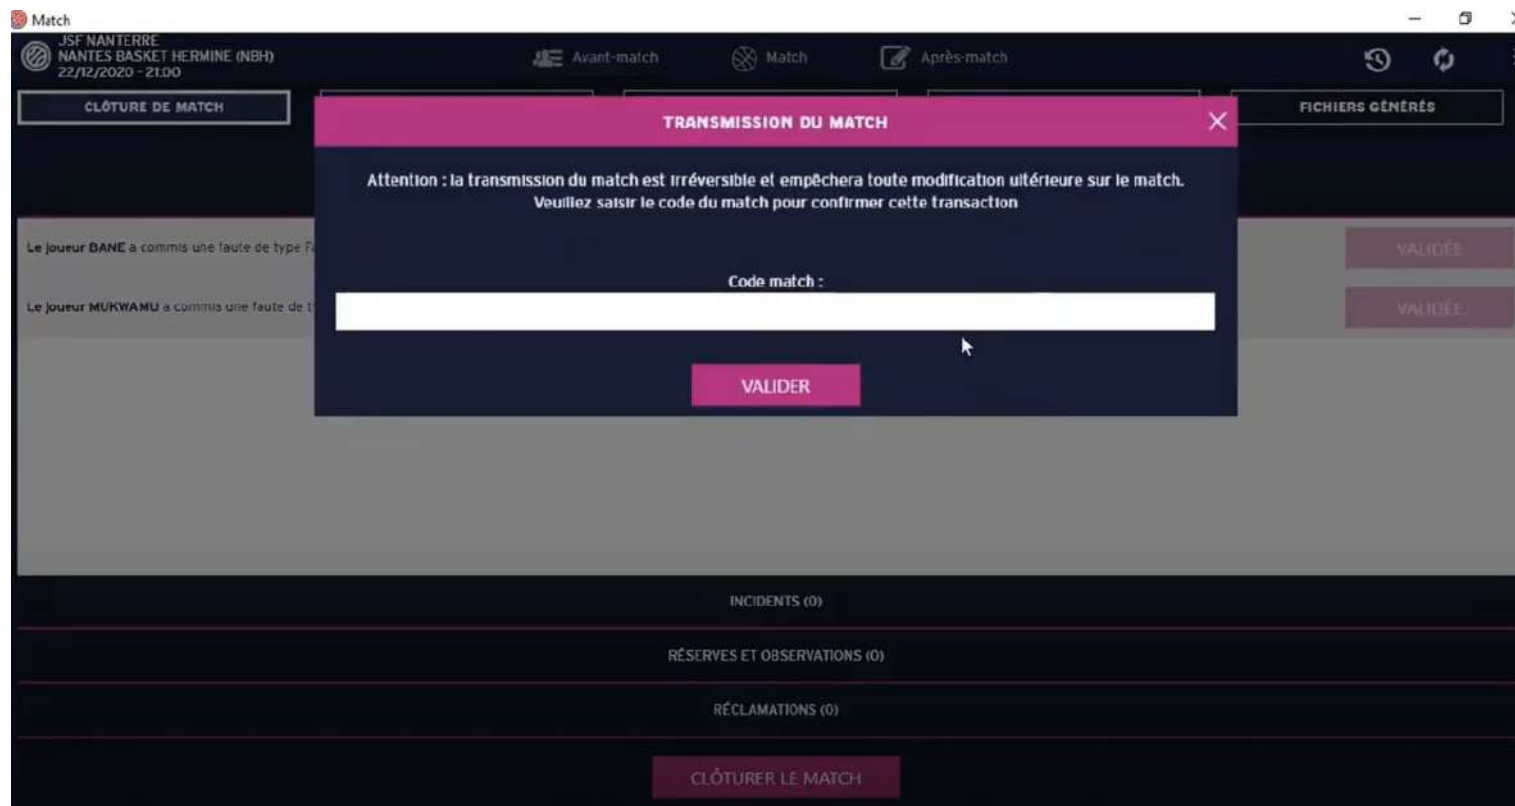 Match
JSF NANTERRE
NANTES BASKET HERMINE (NBH)
22/12/2020 - 21:00
Avant-match
Match
Après-match
CLÔTURE DE MATCH
FICHIERS GÉNÉRÉS
TRANSMISSION DU MATCH
Attention : la transmission du match est irréversible et empêchera toute modification ultérieure sur le match.
Veuillez saisir le code du match pour confirmer cette transaction
Code match :
VALIDER
Le joueur BANE a commis une faute de type
VALIDÉE
Le joueur MUKWAMU a commis une faute de
VALIDÉE
INCIDENTS (0)
RÉSERVES ET OBSERVATIONS (0)
RÉCLAMATIONS (0)
CLÔTURER LE MATCH